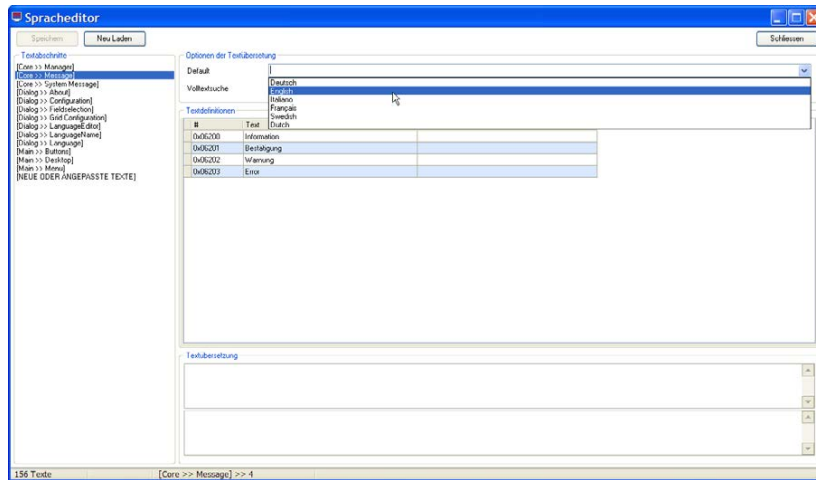 Spracheditor
Speichern
Neu Laden
Schliessen
Textabschnitte
[Core >> Manager]
[Core >> Message]
[Core >> System Message]
[Dialog >> About]
[Dialog >> Configuration]
[Dialog >> Fieldselection]
[Dialog >> Grid Configuration]
[Dialog >> LanguageEditor]
[Dialog >> LanguageName]
[Dialog >> Language]
[Main >> Buttons]
[Main >> Desktop]
[Main >> Menu]
[NEUE ODER ANGEPASSTE TEXTE]
Optionen der Textübersetung
Default
Volltextsuche
Deutsch
English
Italiano
Français
Swedish
Dutch
Textdefinitionen
# Text
0x06200 Information
0x06201 Bestätigung
0x06202 Warnung
0x06203 Error
Textübersetzung
156 Texte
[Core >> Message] >> 4